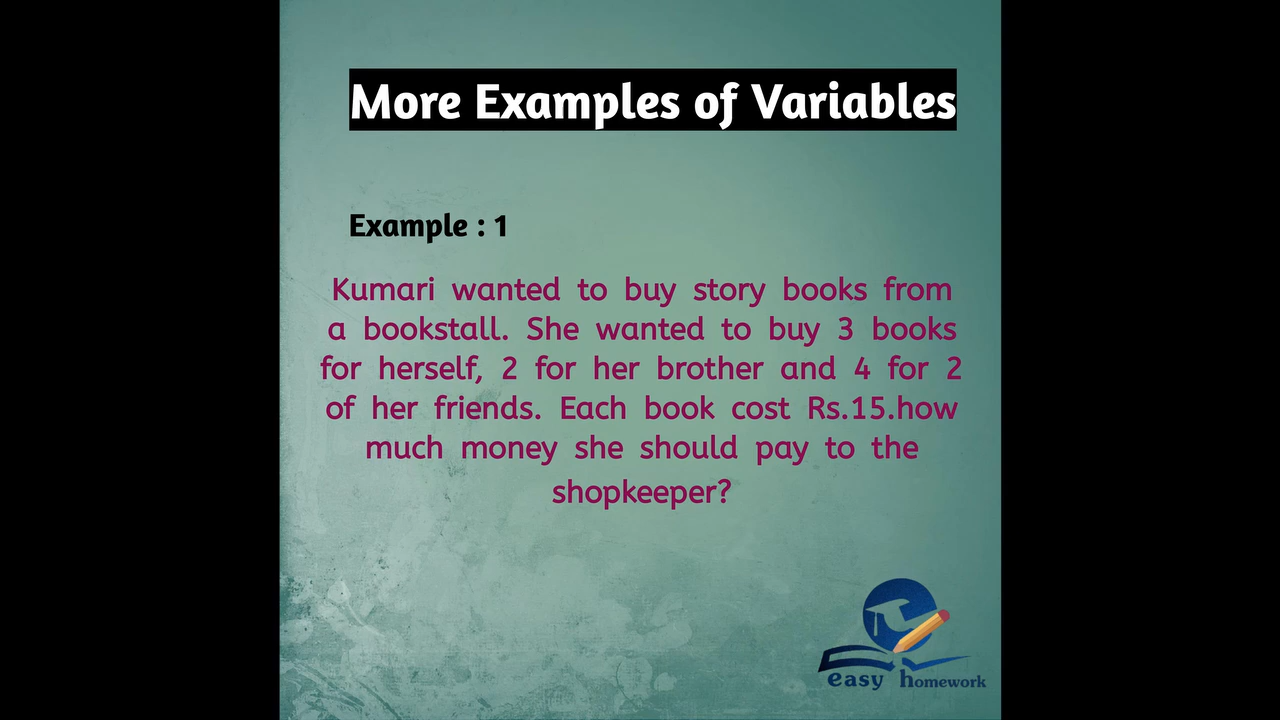 More Examples of Variables
Example : 1
Kumari wanted to buy story books from
a bookstall. She wanted to buy 3 books
for herself, 2 for her brother and 4 for 2
of her friends. Each book cost Rs.15.how
much money she should pay to the
shopkeeper?
easy homework